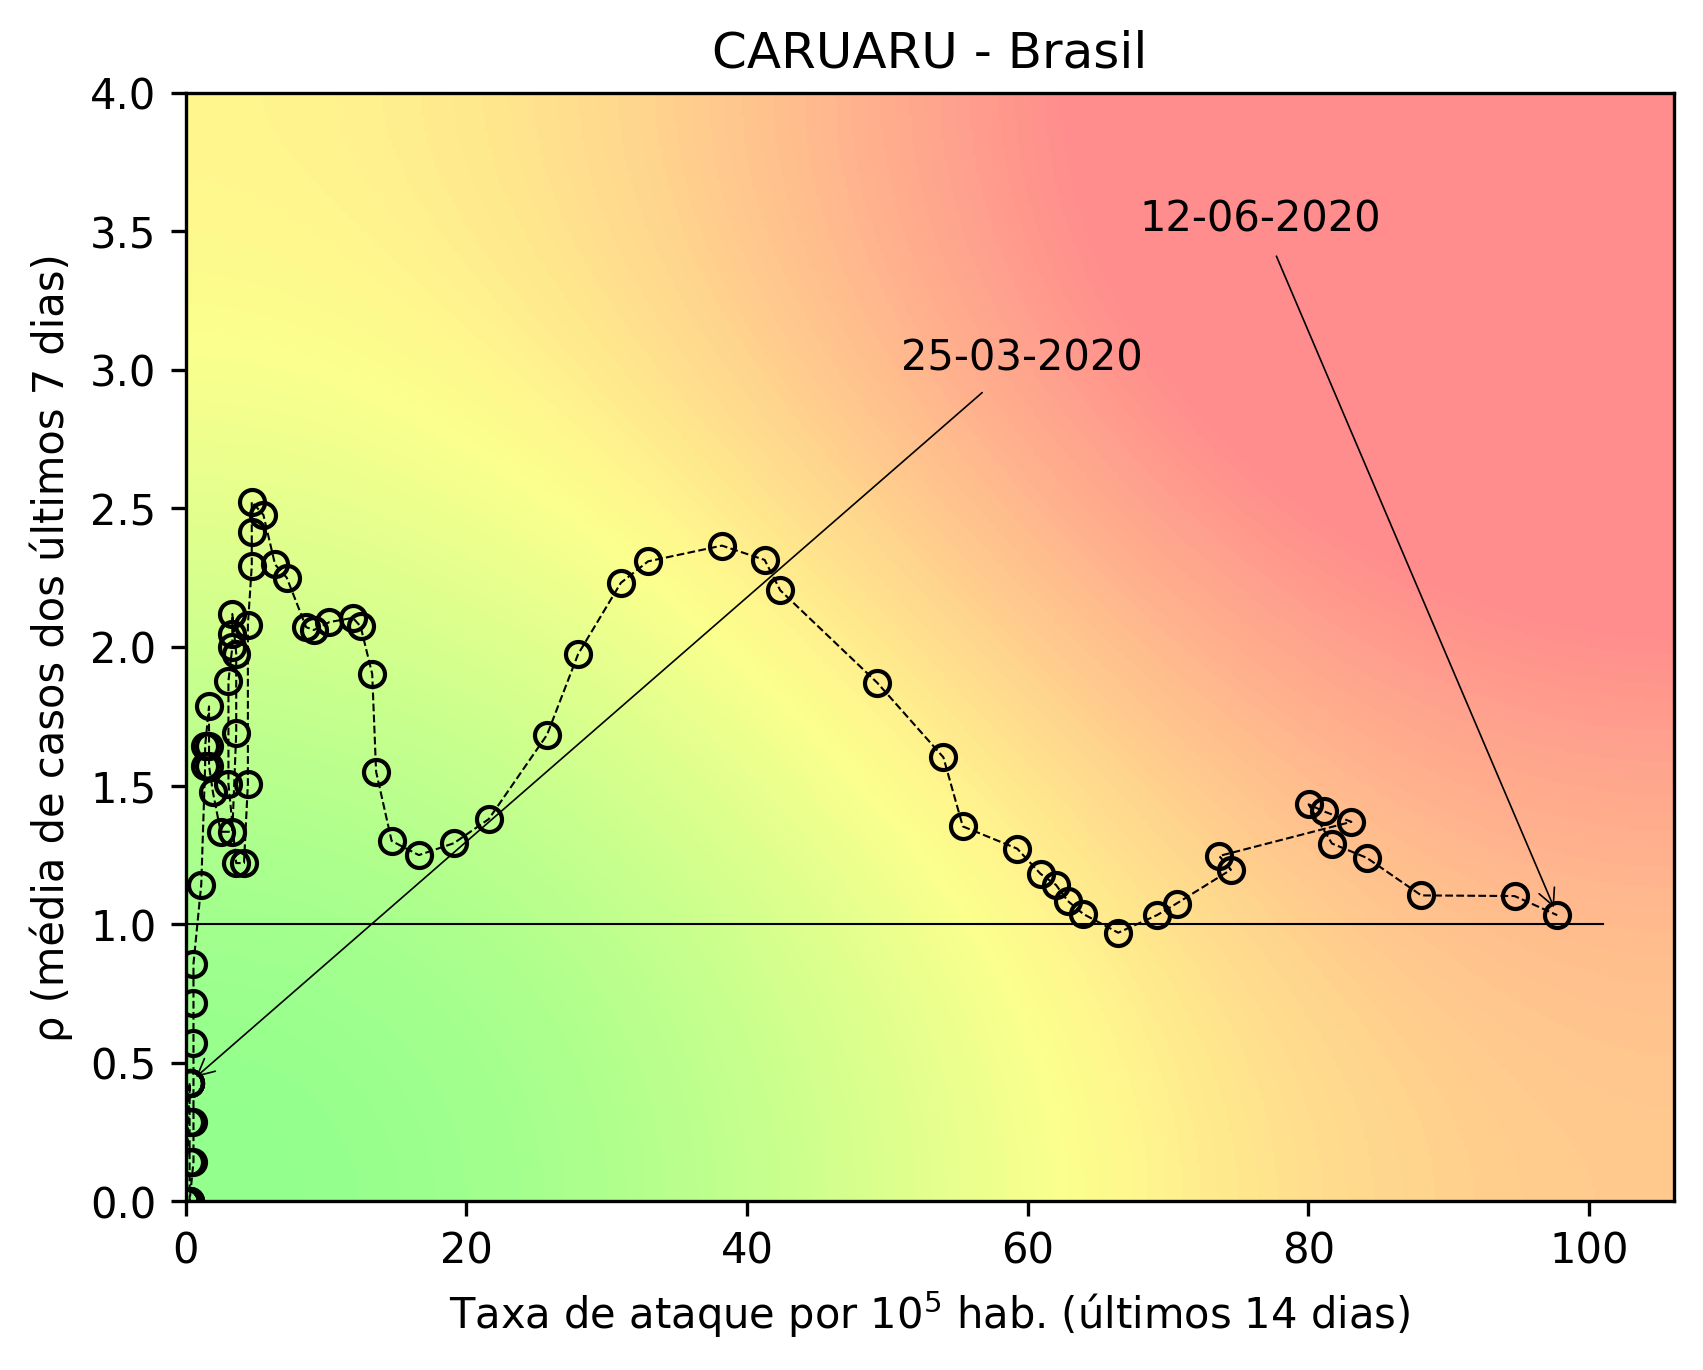 CARUARU - Brasil
4.0
3.5
3.0
2.5
2.0
1.5
1.0
0.5
0.0
ρ (média de casos dos últimos 7 dias)
12-06-2020
25-03-2020
0 20 40 60 80 100
Taxa de ataque por 10⁵ hab. (últimos 14 dias)